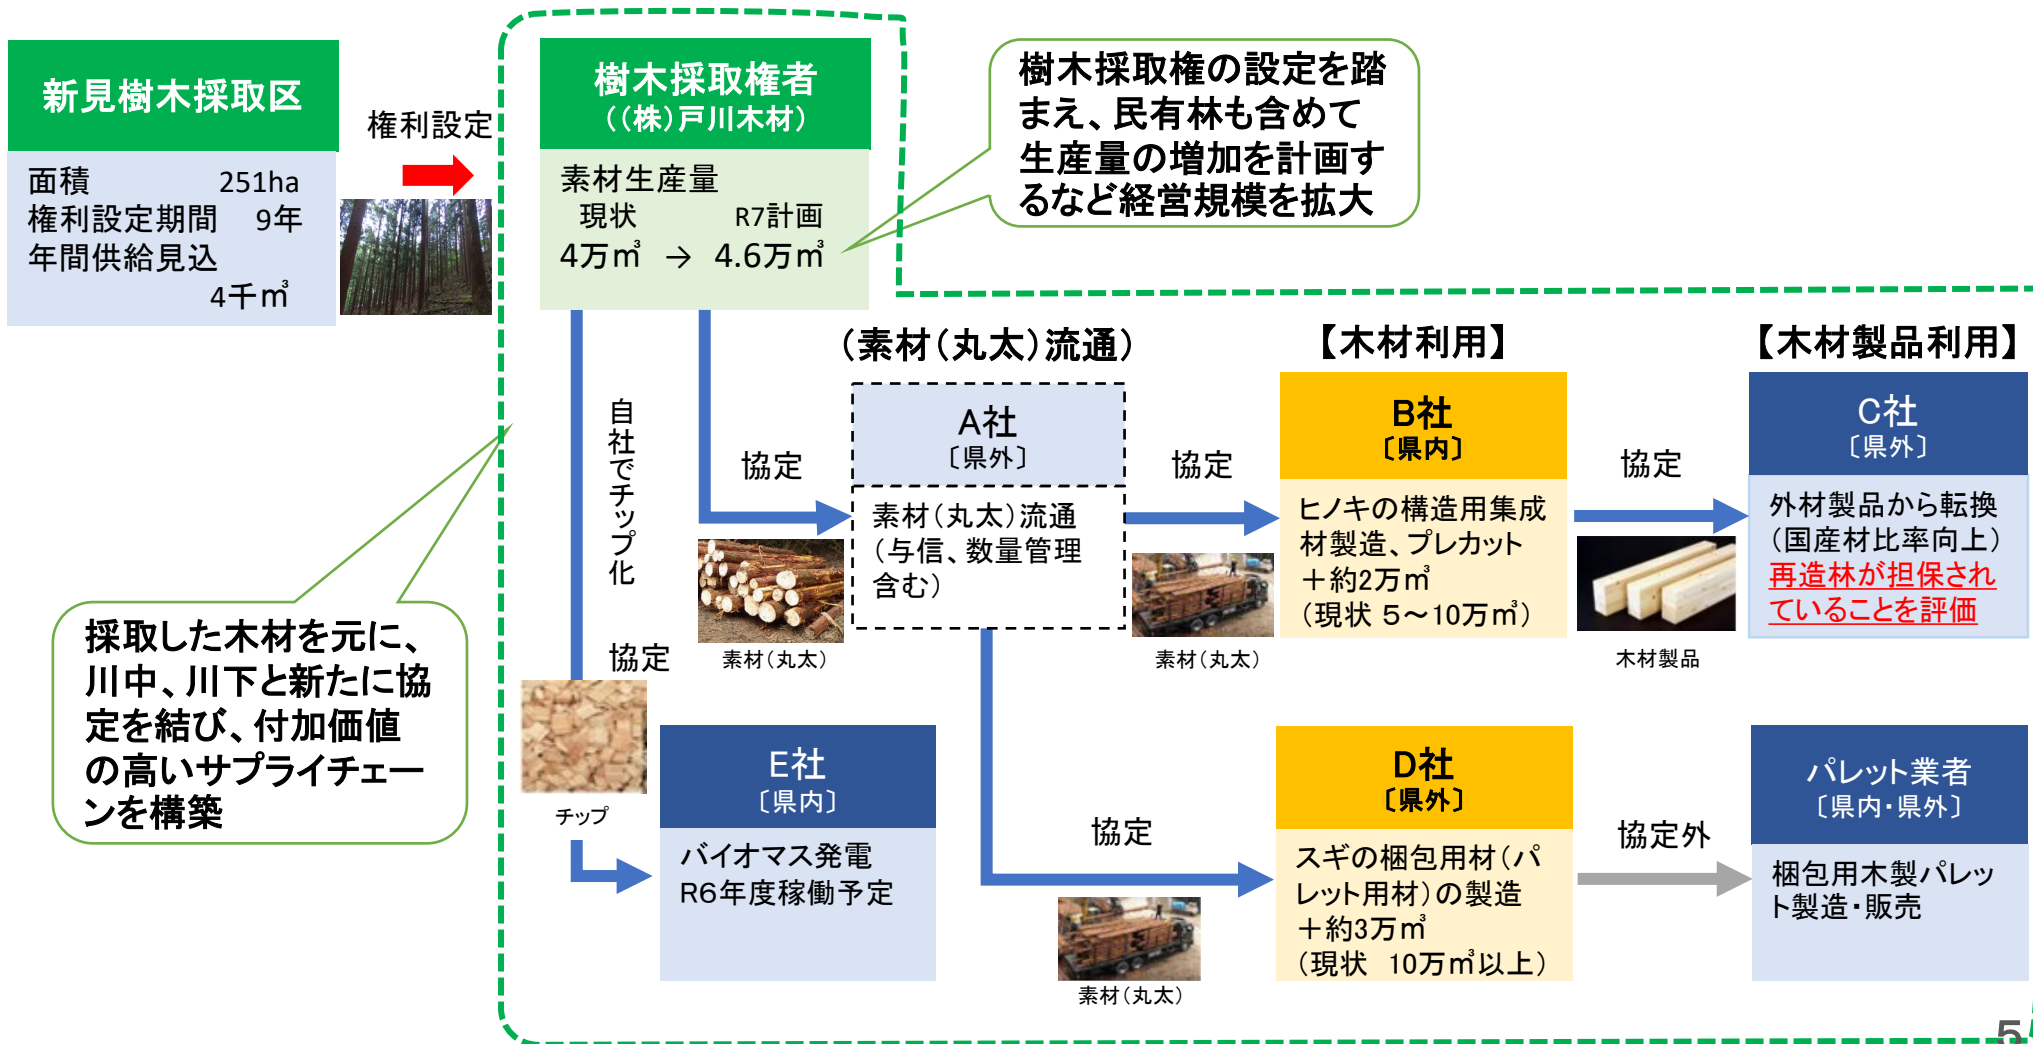 新見樹木採取区
面積 251ha
権利設定期間 9年
年間供給見込
4千㎥
権利設定
樹木採取権者
(（株）戸川木材)
素材生産量
現状 R7計画
4万㎥ → 4.6万㎥
樹木採取権の設定を踏
まえ、民有林も含めて
生産量の増加を計画す
るなど経営規模を拡大
（素材（丸太）流通）
【木材利用】
【木材製品利用】
自社でチップ化
協定
チップ
協定
素材（丸太）
A社
〔県外〕
素材（丸太）流通
（与信、数量管理
含む）
協定
素材（丸太）
B社
〔県内〕
ヒノキの構造用集成
材製造、プレカット
＋約2万㎥
（現状 5～10万㎥）
協定
木材製品
C社
〔県外〕
外材製品から転換
（国産材比率向上）
再造林が担保され
ていることを評価
採取した木材を元に、
川中、川下と新たに協
定を結び、付加価値
の高いサプライチェー
ンを構築
E社
〔県内〕
バイオマス発電
R6年度稼働予定
協定
素材（丸太）
D社
〔県外〕
スギの梱包用材（パ
レット用材）の製造
＋約3万㎥
（現状 10万㎥以上）
協定外
パレット業者
〔県内・県外〕
梱包用木製パレッ
ト製造・販売
5